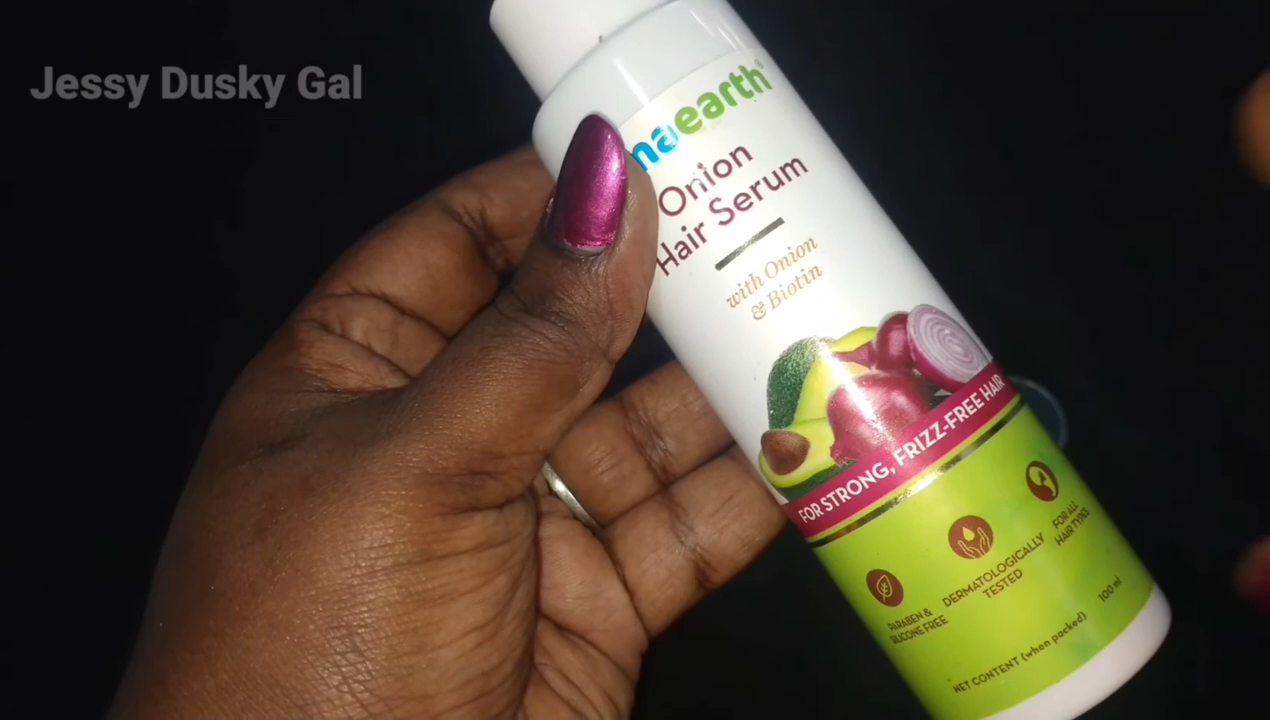 Jessy Dusky Gal
maearth®
Onion
Hair Serum
with Onion
& Biotin
FOR STRONG, FRIZZ-FREE HAIR
PARABEN &
SILICONE FREE
DERMATOLOGICALLY
TESTED
FOR ALL
HAIR TYPES
NET CONTENT (when packed) 100 ml